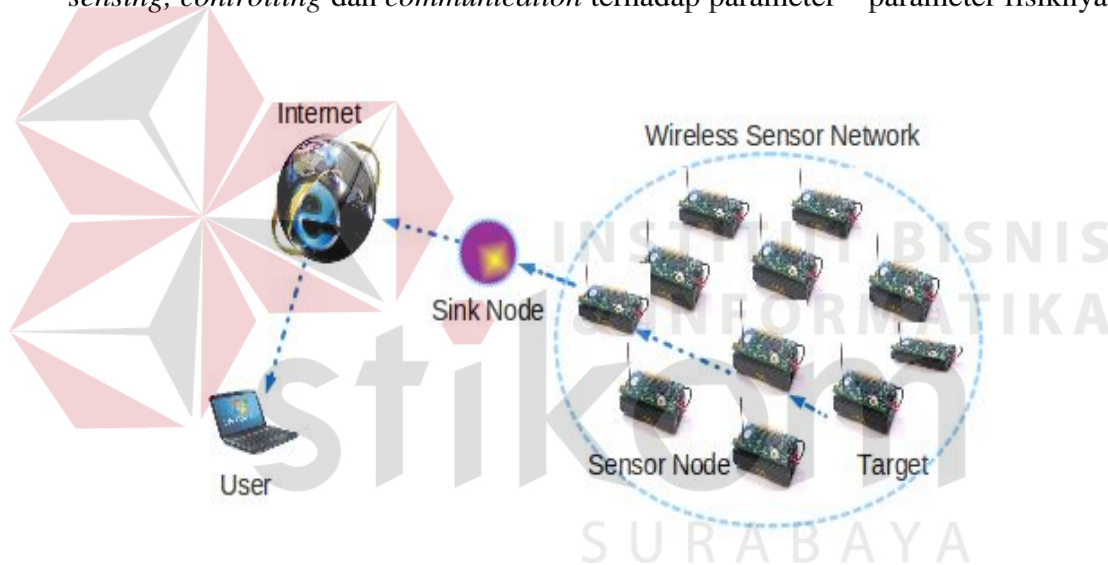 sensing, controlling dan communication terhadap parameter – parameter fisiknya
Internet
Wireless Sensor Network
INSTITUT BISNIS
& INFORMATIKA
Sink Node
stikom
User
Sensor Node
Target
SURABAYA